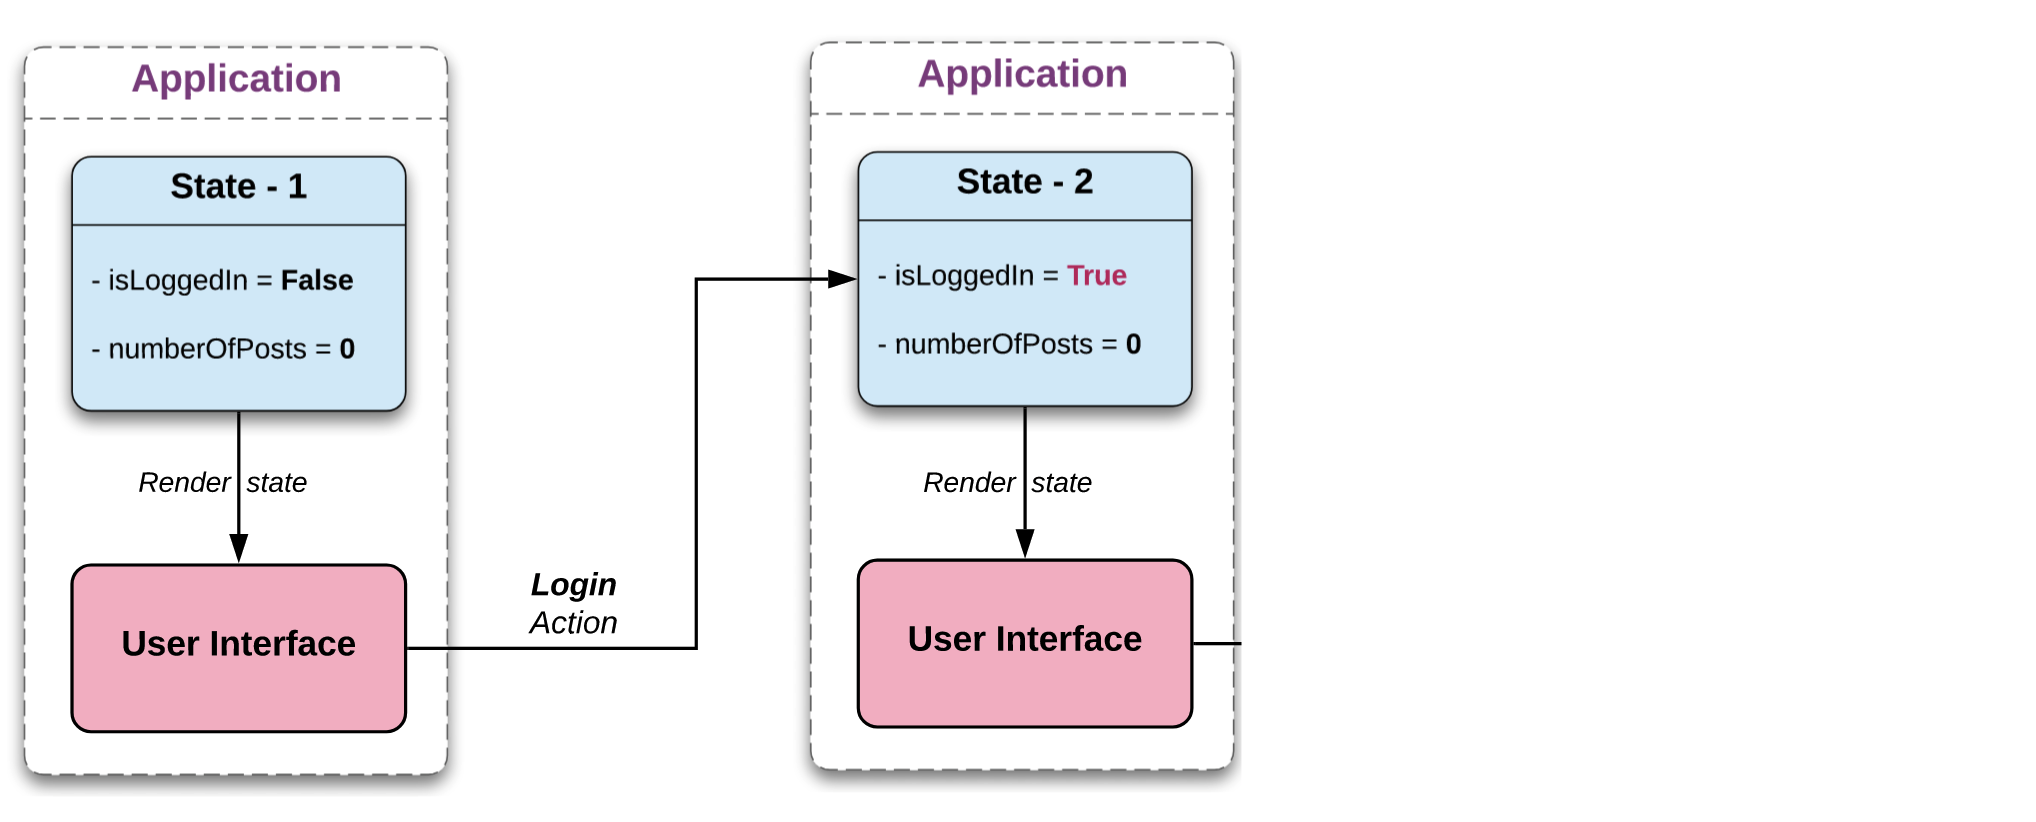 Application
State - 1
- isLoggedIn = False
- numberOfPosts = 0
Render state
User Interface
Login
Action
Application
State - 2
- isLoggedIn = True
- numberOfPosts = 0
Render state
User Interface